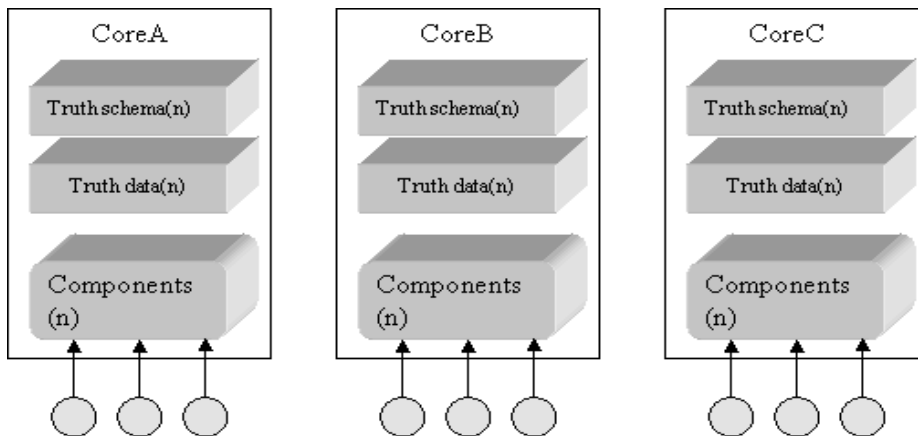 CoreA
Truth schema(n)
Truth data(n)
Components
(n)
CoreB
Truth schema(n)
Truth data(n)
Components
(n)
CoreC
Truth schema(n)
Truth data(n)
Components
(n)